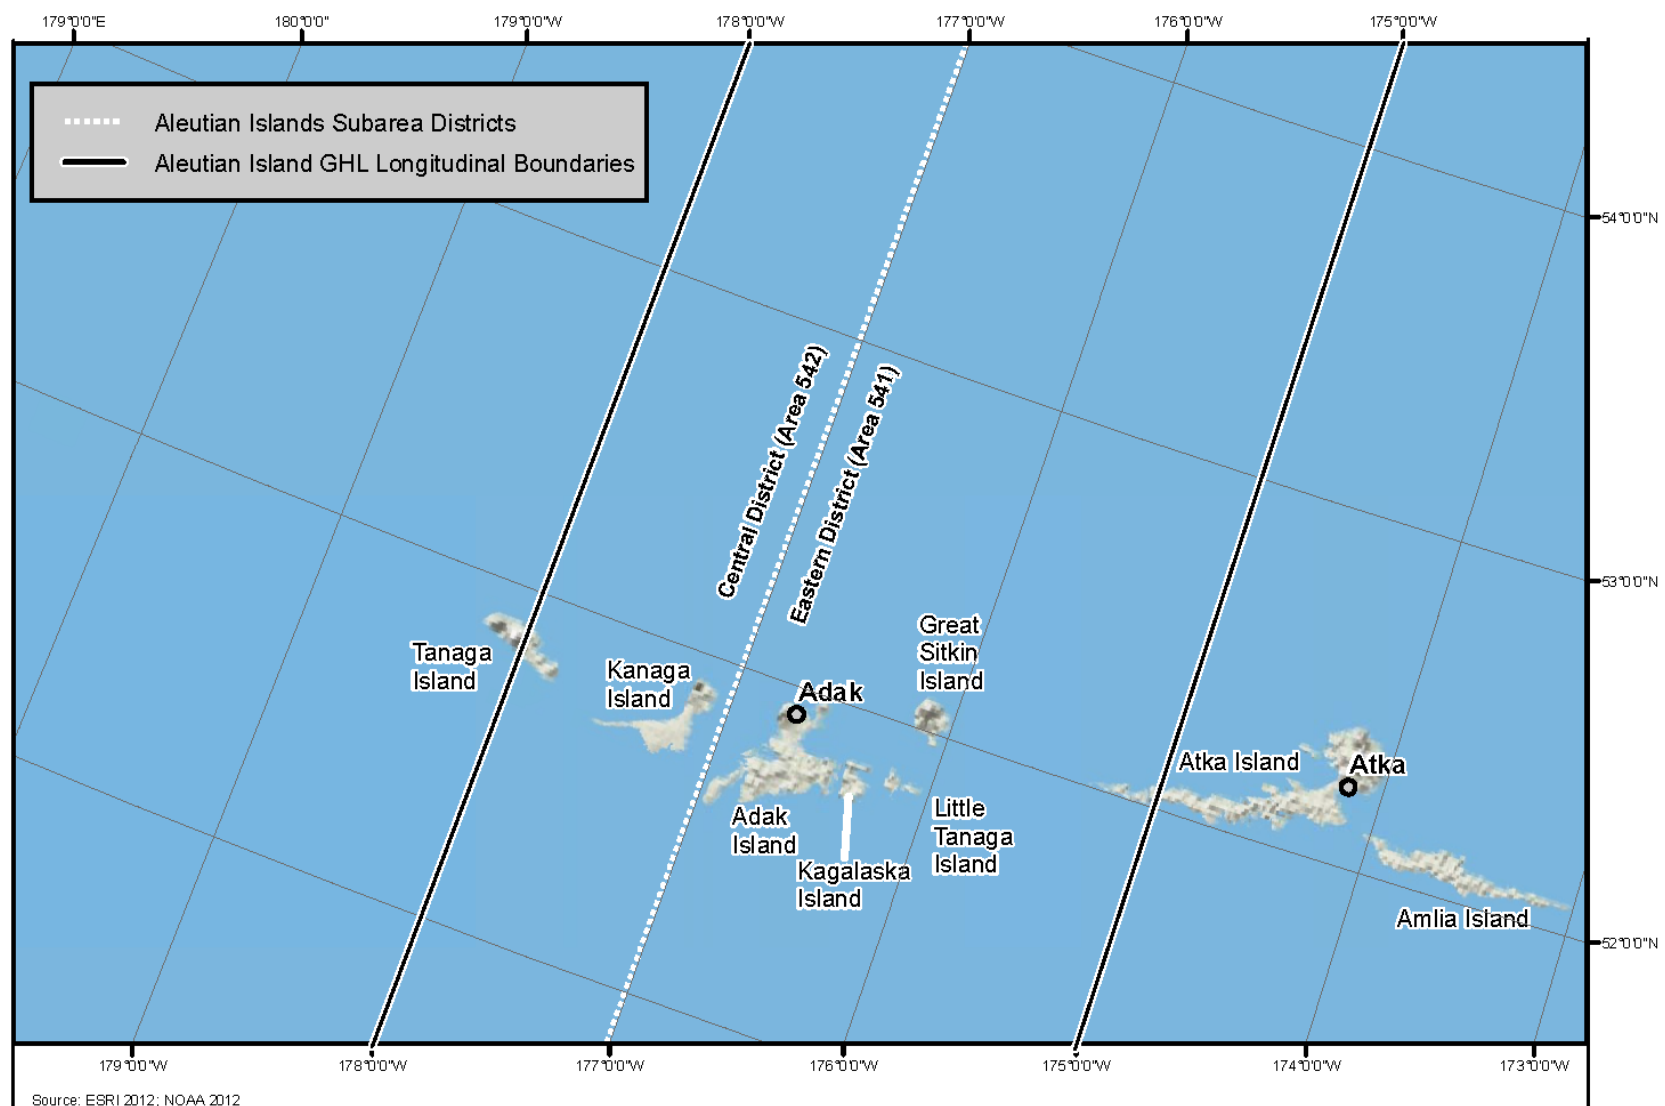 179°0'0"E 180°0'0" 179°0'0"W 178°0'0"W 177°0'0"W 176°0'0"W 175°0'0"W
Aleutian Islands Subarea Districts
Aleutian Island GHL Longitudinal Boundaries
54°0'0"N
Central District (Area 542)
Eastern District (Area 541)
53°0'0"N
Tanaga
Island
Kanaga
Island
Adak
Great
Sitkin
Island
Atka Island
Atka
Adak
Island
Kagalaska
Island
Little
Tanaga
Island
Amlia Island
52°0'0"N
179°0'0"W 178°0'0"W 177°0'0"W 176°0'0"W 175°0'0"W 174°0'0"W 173°0'0"W
Source: ESRI 2012; NOAA 2012